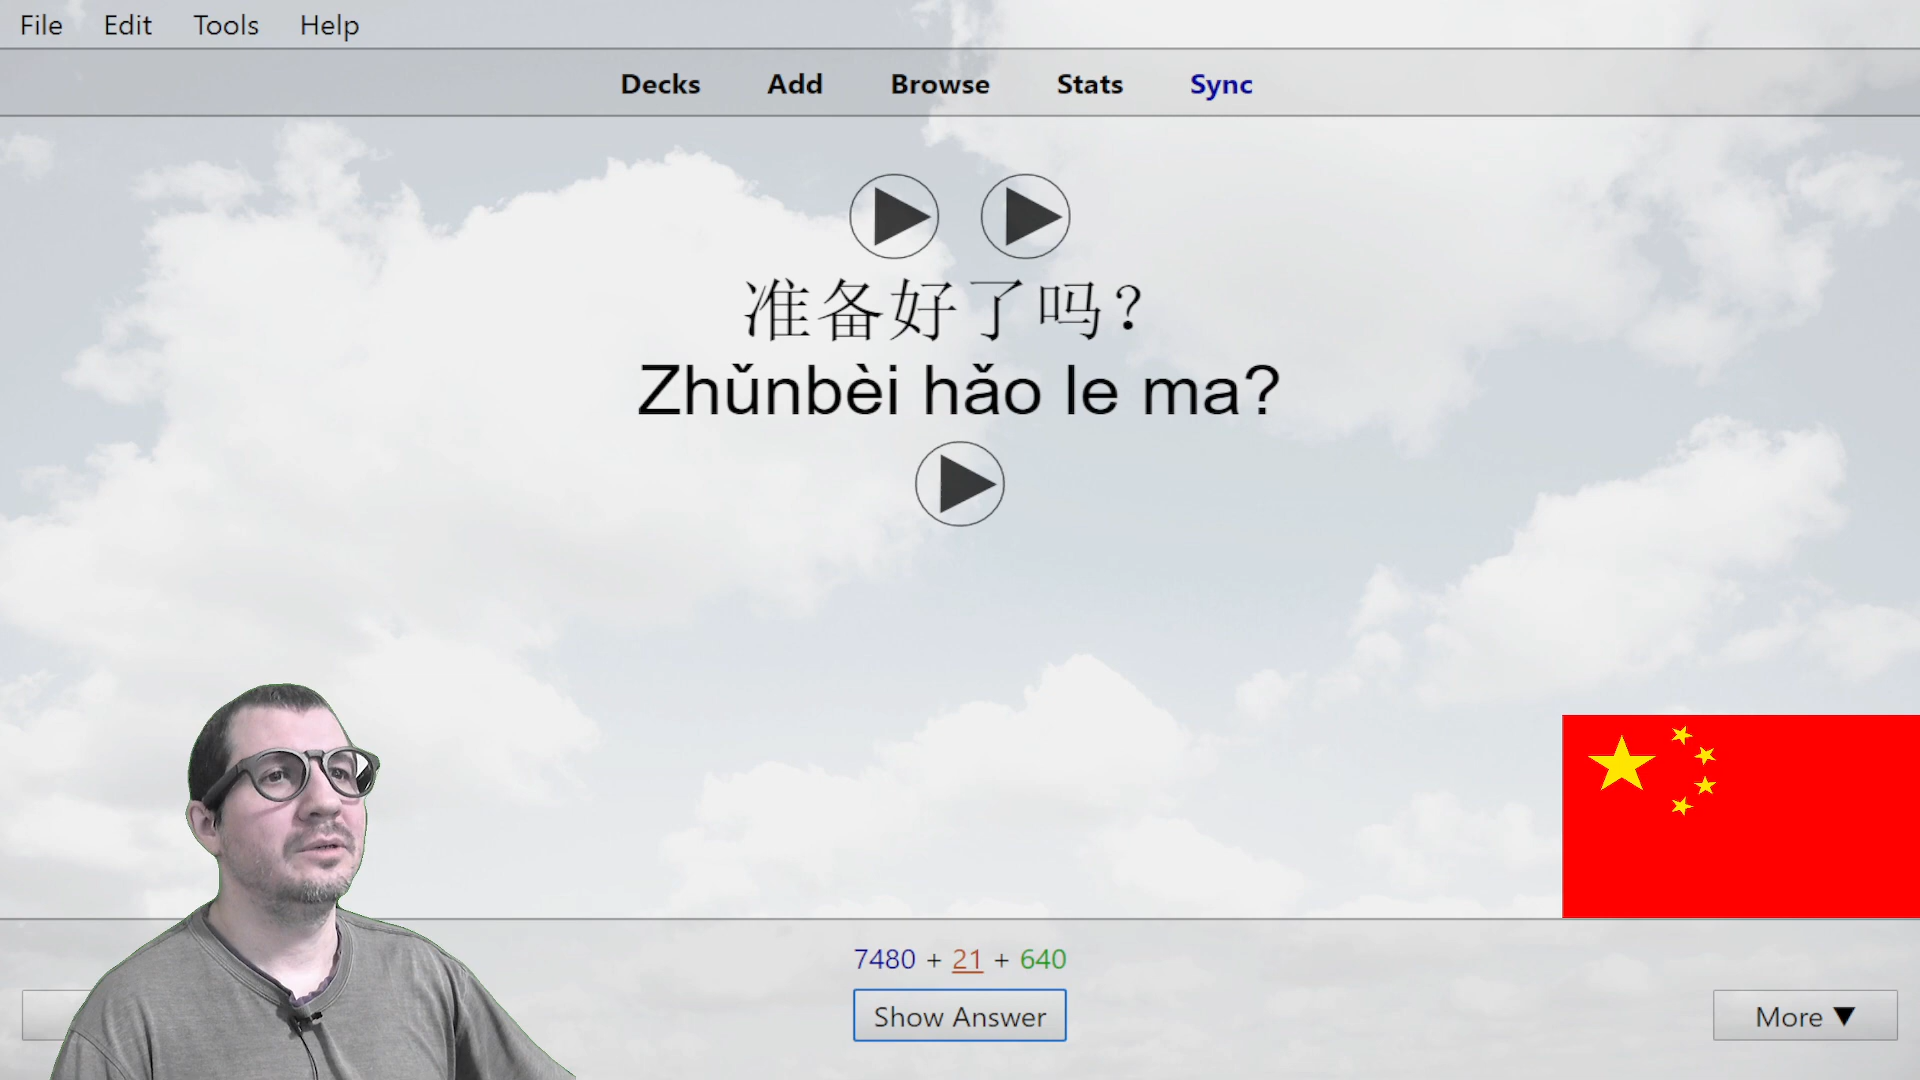 File Edit Tools Help
Decks Add Browse Stats Sync
准备好了吗？
Zhǔnbèi hǎo le ma?
7480 + 21 + 640
Show Answer
More ▼